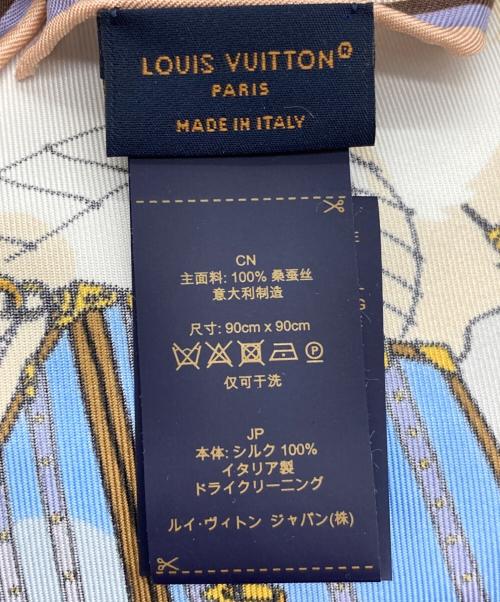 LOUIS VUITTON®
PARIS
MADE IN ITALY
CN
主面料: 100% 桑蚕丝
意大利制造
尺寸: 90cm x 90cm
P
仅可干洗
JP
本体: シルク 100%
イタリア製
ドライクリーニング
ルイ・ヴィトン ジャパン(株)